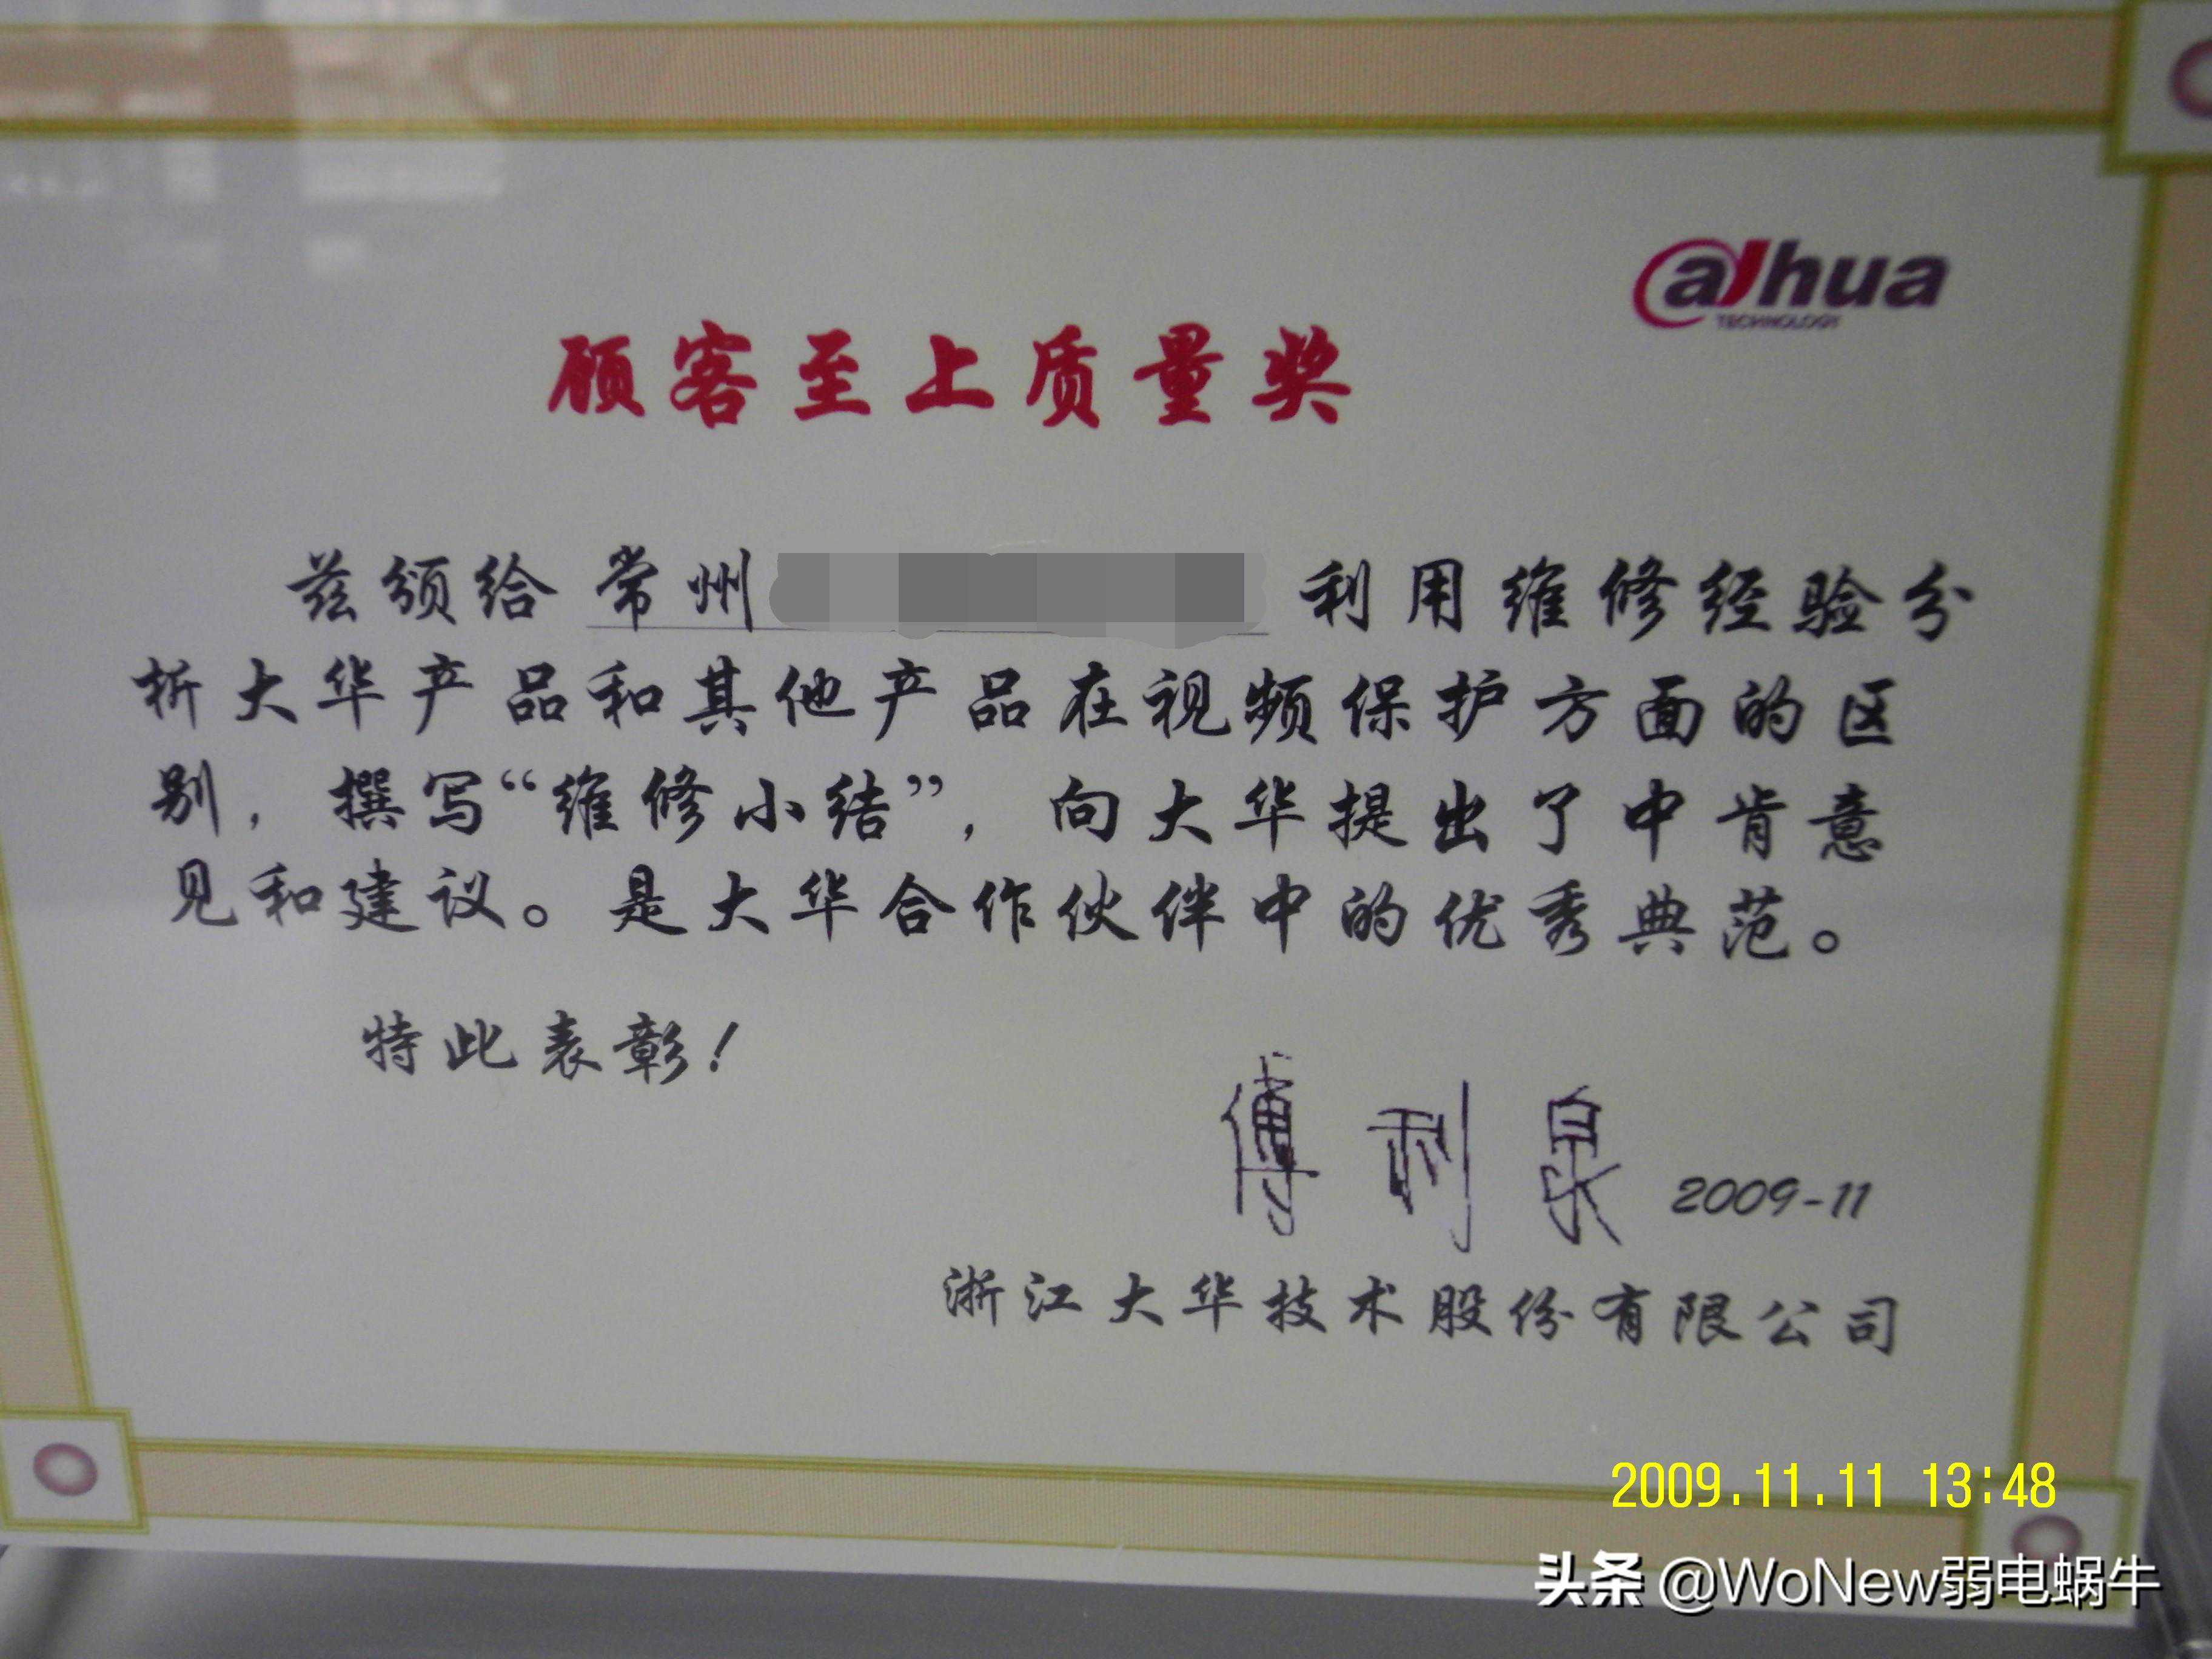 alhua
TECHNOLOGY
顾客至上质量奖
兹颁给常州 利用维修经验分
析大华产品和其他产品在视频保护方面的区
别，撰写“维修小结”，向大华提出了中肯意
见和建议。是大华合作伙伴中的优秀典范。
特此表彰！
傅利泉 2009-11
浙江大华技术股份有限公司
2009.11.11 13:48
头条 @WoNew弱电蜗牛